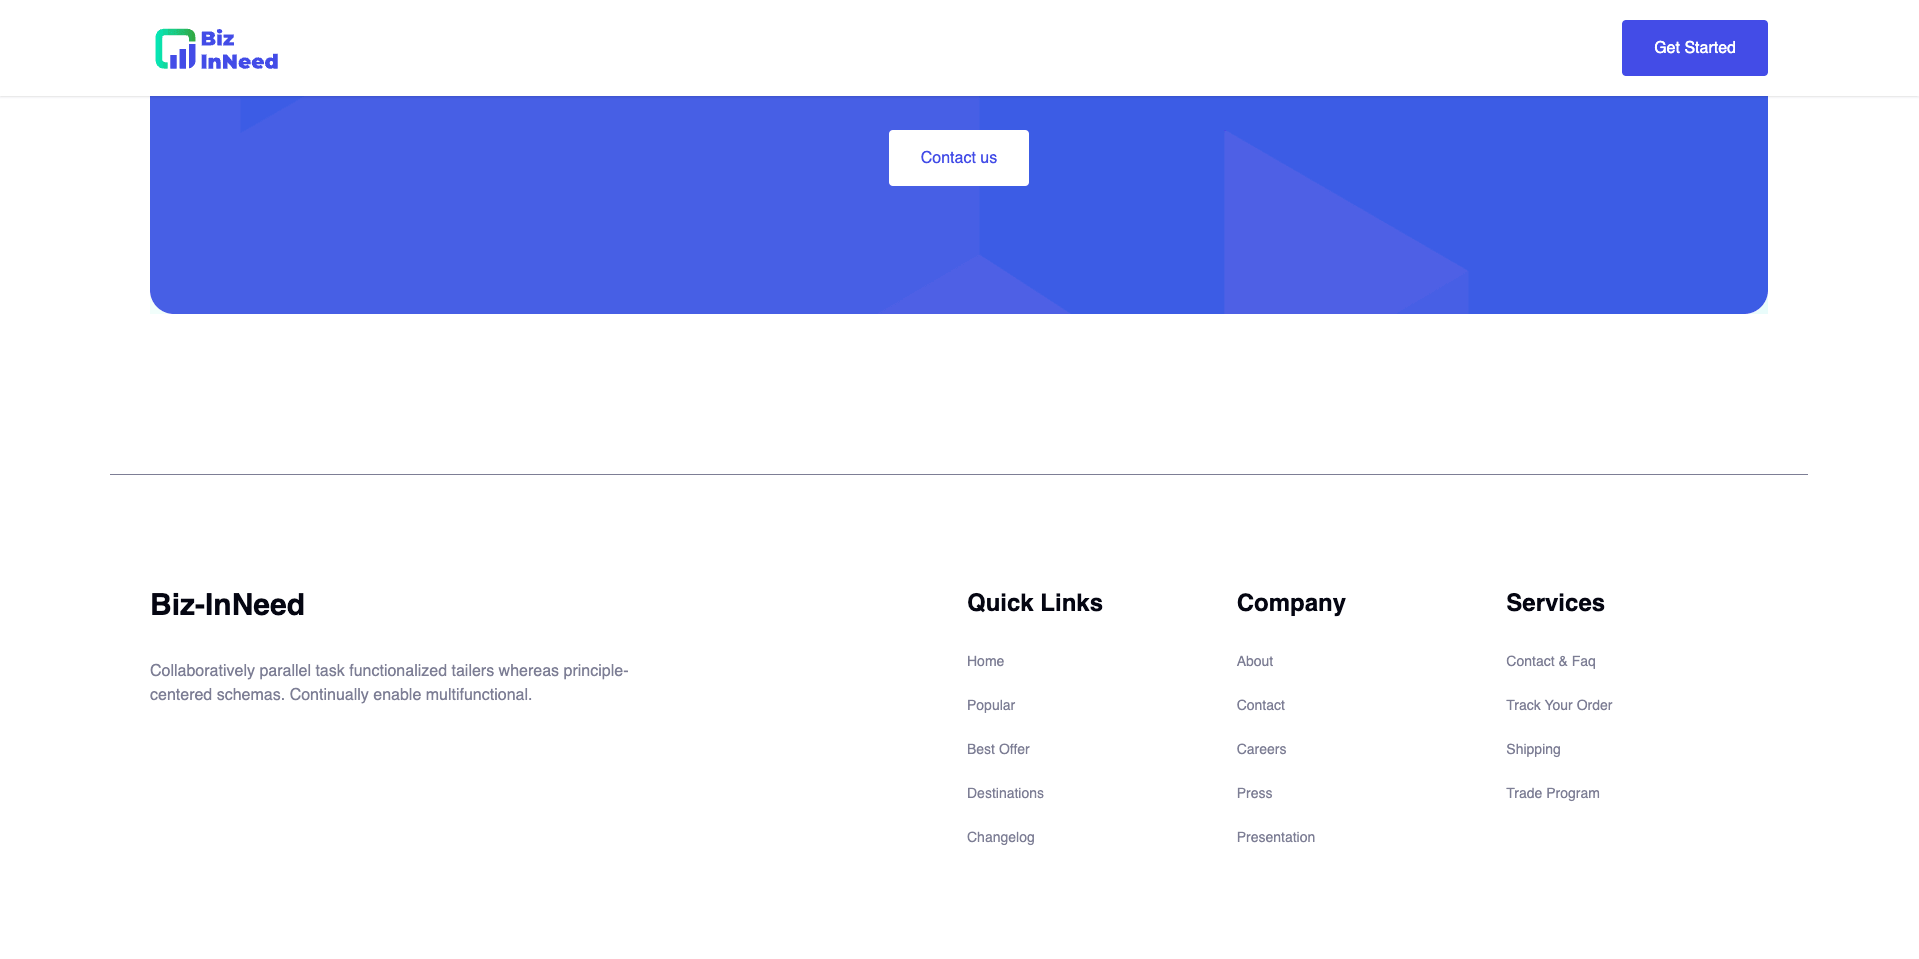 Biz
InNeed
Get Started
Contact us
Biz-InNeed
Collaboratively parallel task functionalized tailers whereas principle-
centered schemas. Continually enable multifunctional.
Quick Links
Home
Popular
Best Offer
Destinations
Changelog
Company
About
Contact
Careers
Press
Presentation
Services
Contact & Faq
Track Your Order
Shipping
Trade Program